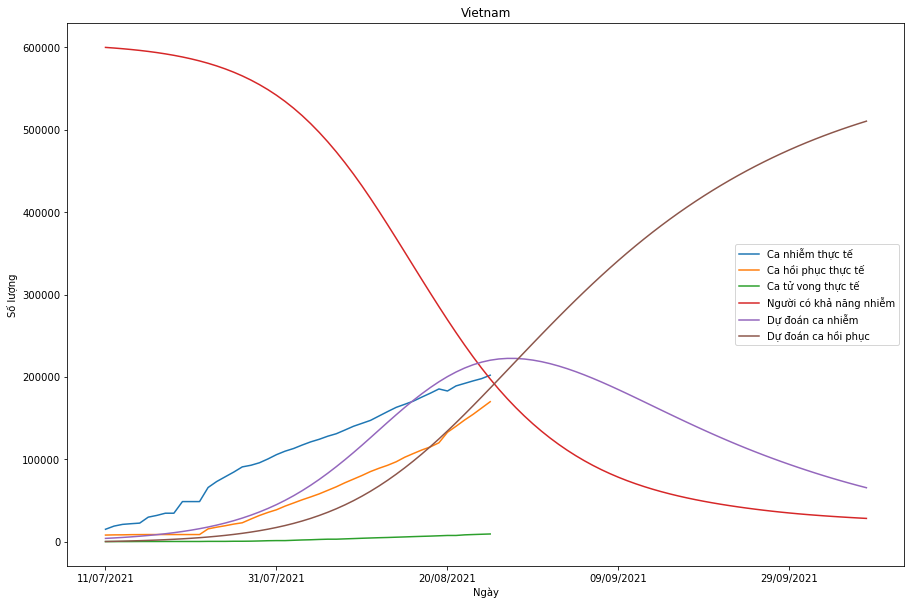 Vietnam
Số lượng
600000
500000
400000
300000
200000
100000
0
Ca nhiễm thực tế
Ca hồi phục thực tế
Ca tử vong thực tế
Người có khả năng nhiễm
Dự đoán ca nhiễm
Dự đoán ca hồi phục
11/07/2021
31/07/2021
20/08/2021
09/09/2021
29/09/2021
Ngày